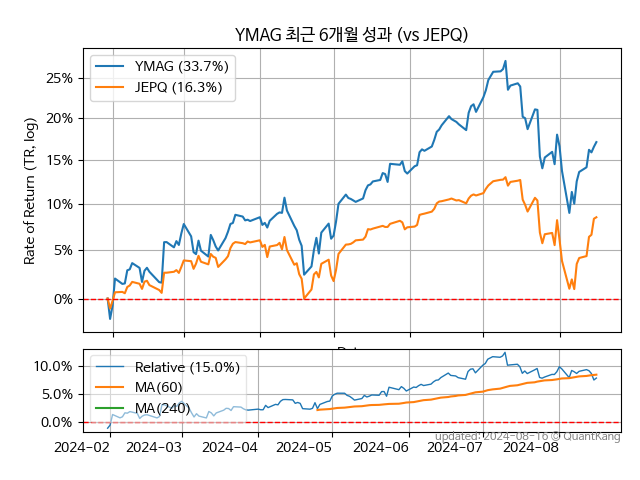 YMAG 최근 6개월 성과 (vs JEPQ)
Rate of Return (TR, log)
25%
20%
15%
10%
5%
0%
YMAG (33.7%)
JEPQ (16.3%)
10.0%
5.0%
0.0%
Relative (15.0%)
MA(60)
MA(240)
2024-02 2024-03 2024-04 2024-05 2024-06 2024-07 2024-08
updated: 2024-08-16 © QuantKang